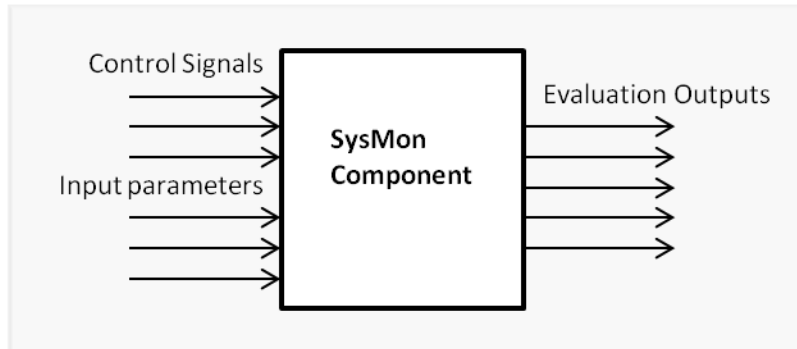 Control Signals
Evaluation Outputs
SysMon
Component
Input parameters